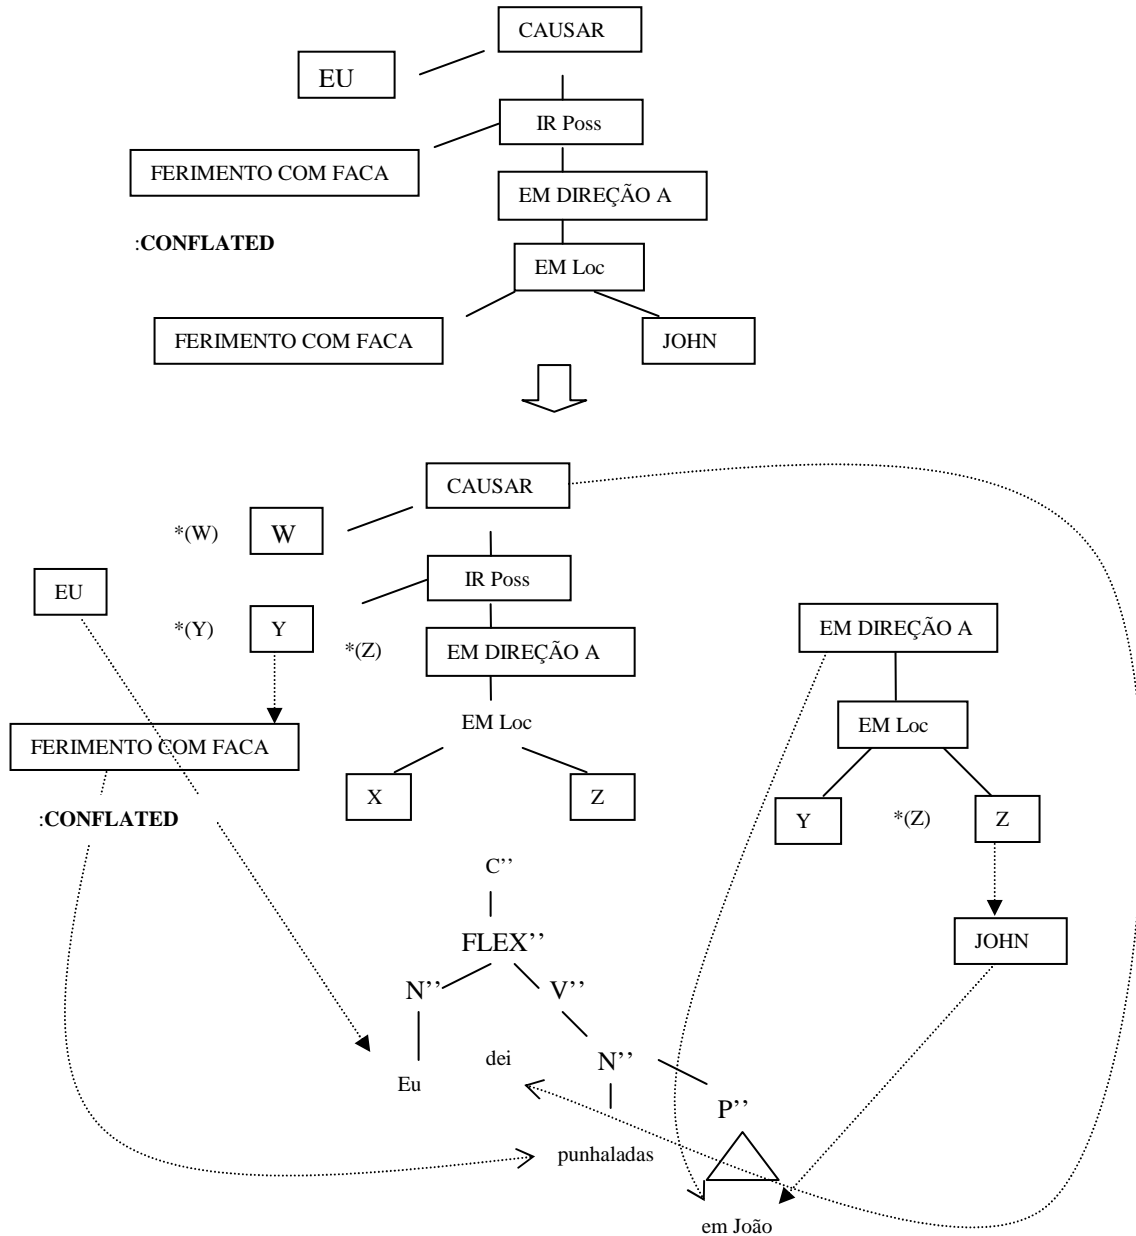 CAUSAR
EU
IR Poss
FERIMENTO COM FACA
EM DIREÇÃO A
:CONFLATED
EM Loc
FERIMENTO COM FACA
JOHN
CAUSAR
*(W)
W
EU
IR Poss
*(Y)
Y
*(Z)
EM DIREÇÃO A
EM DIREÇÃO A
FERIMENTO COM FACA
EM Loc
EM Loc
:CONFLATED
X
Z
Y
*(Z)
Z
C’’
FLEX’’
JOHN
N’’
V’’
Eu
dei
N’’
P’’
punhaladas
em João